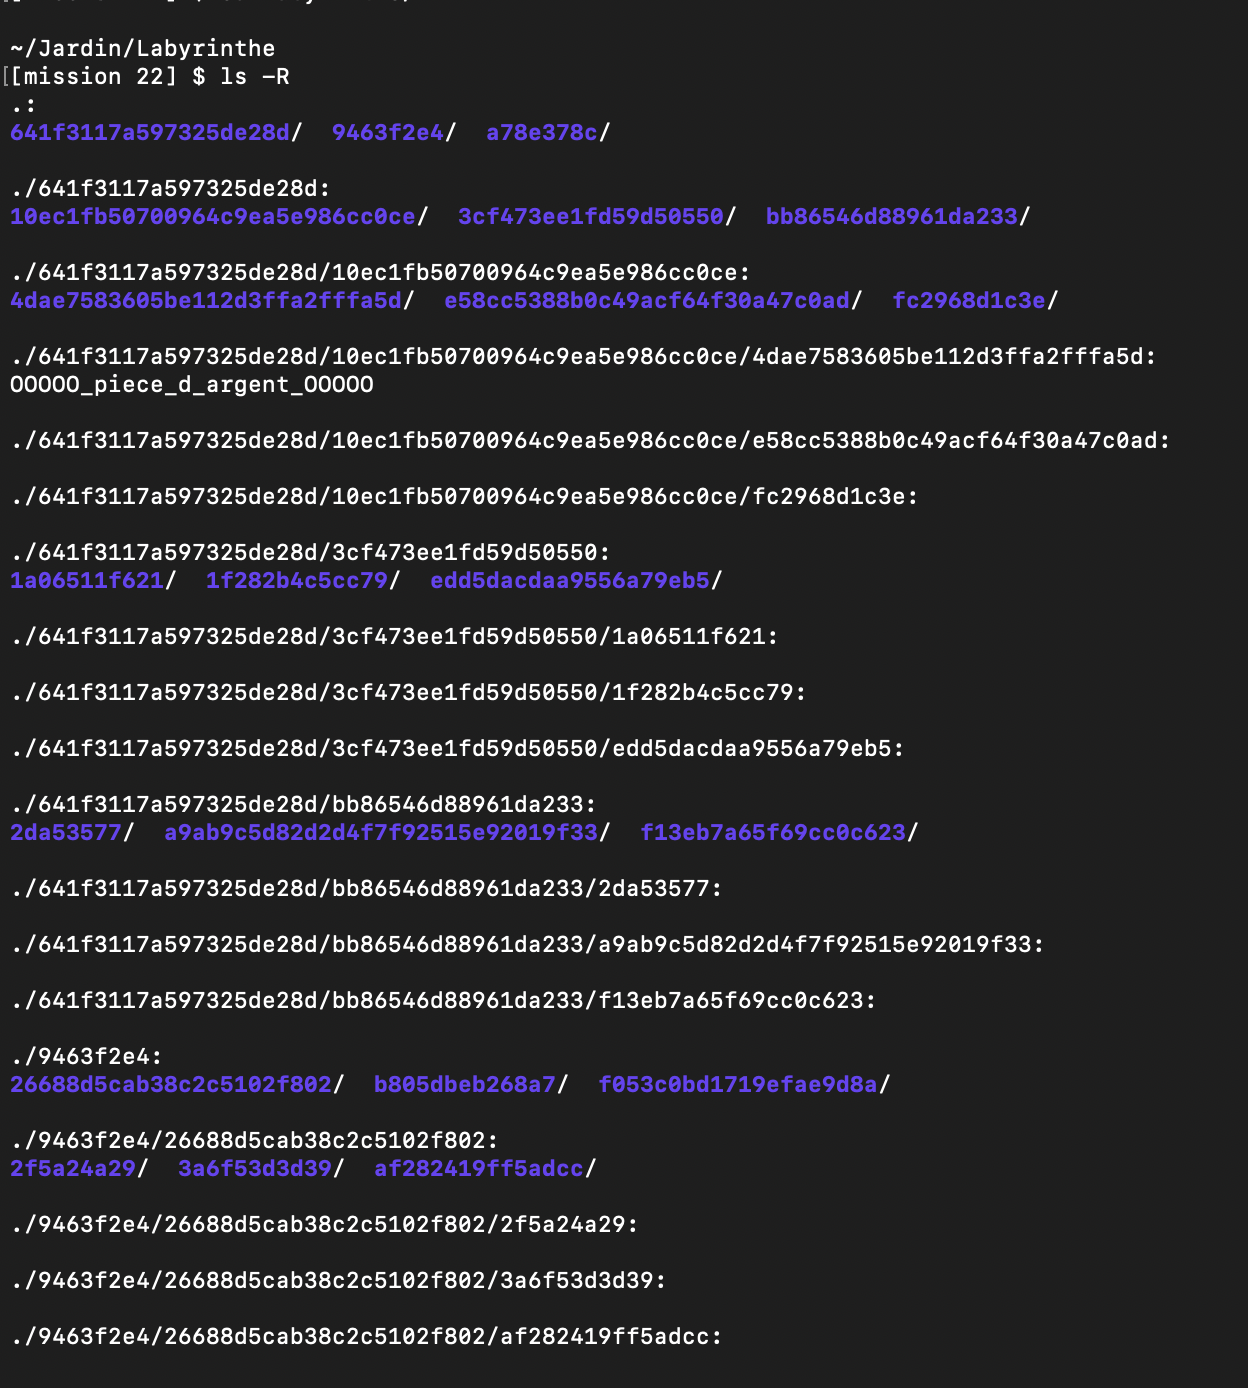 ~/Jardin/Labyrinthe
[[mission 22] $ ls -R
.:
641f3117a597325de28d/  9463f2e4/  a78e378c/
./641f3117a597325de28d:
10ec1fb50700964c9ea5e986cc0ce/  3cf473ee1fd59d50550/  bb86546d88961da233/
./641f3117a597325de28d/10ec1fb50700964c9ea5e986cc0ce:
4dae7583605be112d3ffa2fffa5d/  e58cc5388b0c49acf64f30a47c0ad/  fc2968d1c3e/
./641f3117a597325de28d/10ec1fb50700964c9ea5e986cc0ce/4dae7583605be112d3ffa2fffa5d:
OOOOO_piece_d_argent_OOOOO
./641f3117a597325de28d/10ec1fb50700964c9ea5e986cc0ce/e58cc5388b0c49acf64f30a47c0ad:
./641f3117a597325de28d/10ec1fb50700964c9ea5e986cc0ce/fc2968d1c3e:
./641f3117a597325de28d/3cf473ee1fd59d50550:
1a06511f621/  1f282b4c5cc79/  edd5dacdaa9556a79eb5/
./641f3117a597325de28d/3cf473ee1fd59d50550/1a06511f621:
./641f3117a597325de28d/3cf473ee1fd59d50550/1f282b4c5cc79:
./641f3117a597325de28d/3cf473ee1fd59d50550/edd5dacdaa9556a79eb5:
./641f3117a597325de28d/bb86546d88961da233:
2da53577/  a9ab9c5d82d2d4f7f92515e92019f33/  f13eb7a65f69cc0c623/
./641f3117a597325de28d/bb86546d88961da233/2da53577:
./641f3117a597325de28d/bb86546d88961da233/a9ab9c5d82d2d4f7f92515e92019f33:
./641f3117a597325de28d/bb86546d88961da233/f13eb7a65f69cc0c623:
./9463f2e4:
26688d5cab38c2c5102f802/  b805dbeb268a7/  f053c0bd1719efae9d8a/
./9463f2e4/26688d5cab38c2c5102f802:
2f5a24a29/  3a6f53d3d39/  af282419ff5adcc/
./9463f2e4/26688d5cab38c2c5102f802/2f5a24a29:
./9463f2e4/26688d5cab38c2c5102f802/3a6f53d3d39:
./9463f2e4/26688d5cab38c2c5102f802/af282419ff5adcc: